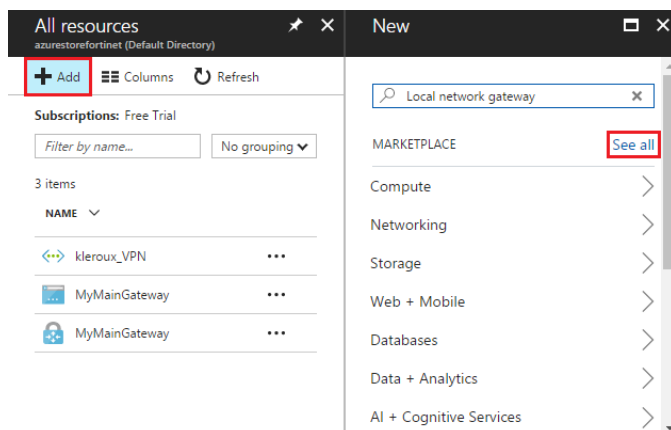 All resources
azurestorefortinet (Default Directory)
Add
Columns
Refresh
Subscriptions: Free Trial
Filter by name...
No grouping
3 items
NAME
kleroux_VPN
MyMainGateway
MyMainGateway
New
Local network gateway
MARKETPLACE
See all
Compute
Networking
Storage
Web + Mobile
Databases
Data + Analytics
AI + Cognitive Services